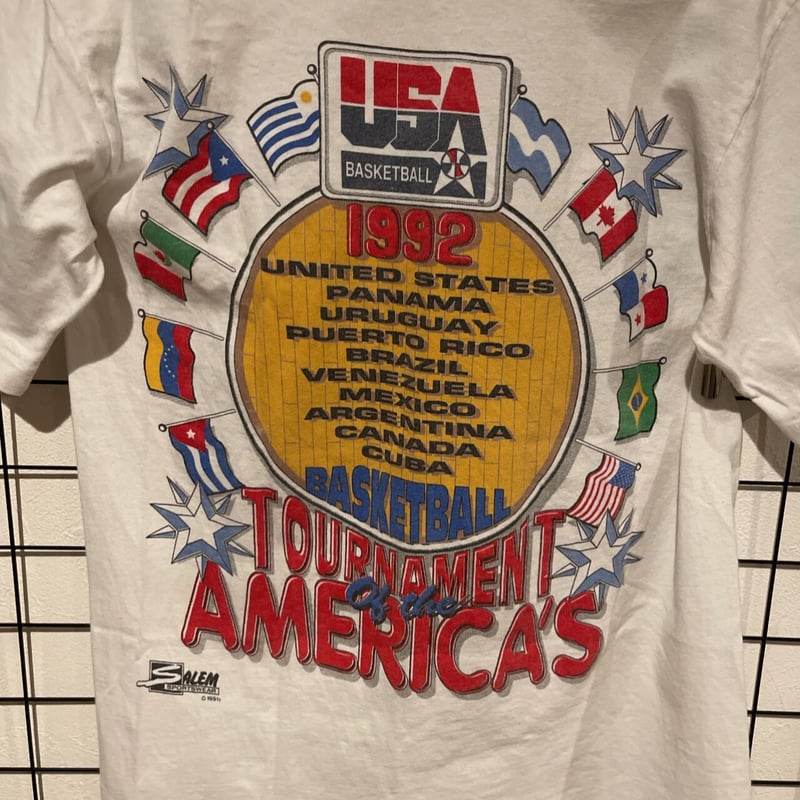 USA
BASKETBALL
1992
UNITED STATES
PANAMA
URUGUAY
PUERTO RICO
BRAZIL
VENEZUELA
MEXICO
ARGENTINA
CANADA
CUBA
BASKETBALL
TOURNAMENT
Of the
AMERICA'S
SALEM
SPORTSWEAR
© 1991